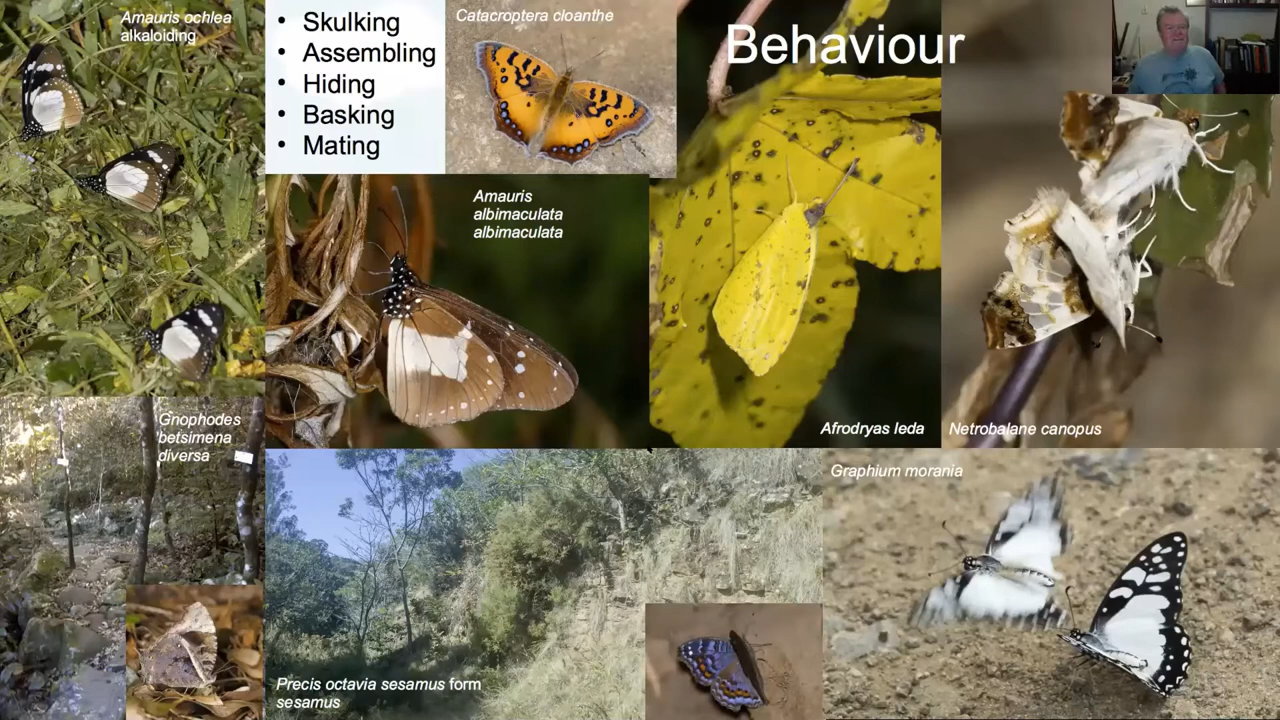 Amauris ochlea
alkaloiding
• Skulking
• Assembling
• Hiding
• Basking
• Mating
Catacroptera cloanthe
Behaviour
Amauris
albimaculata
albimaculata
Afrodryas leda
Netrobalane canopus
Gnophodes
betsimena
diversa
Precis octavia sesamus form
sesamus
Graphium morania